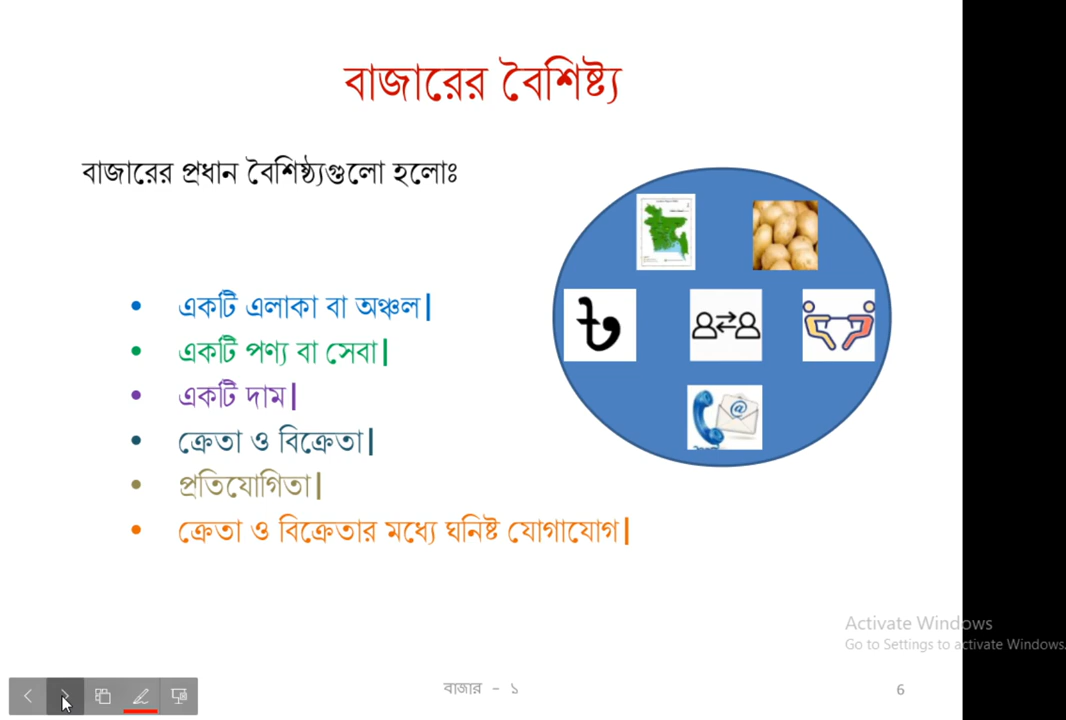 বাজারের বৈশিষ্ট্য
বাজারের প্রধান বৈশিষ্ঠ্যগুলো হলোঃ
• একটি এলাকা বা অঞ্চল|
• একটি পণ্য বা সেবা|
• একটি দাম|
• ক্রেতা ও বিক্রেতা|
• প্রতিযোগিতা|
• ক্রেতা ও বিক্রেতার মধ্যে ঘনিষ্ট যোগাযোগ|
৳
@
Activate Windows
Go to Settings to activate Windows.
বাজার - ১
6